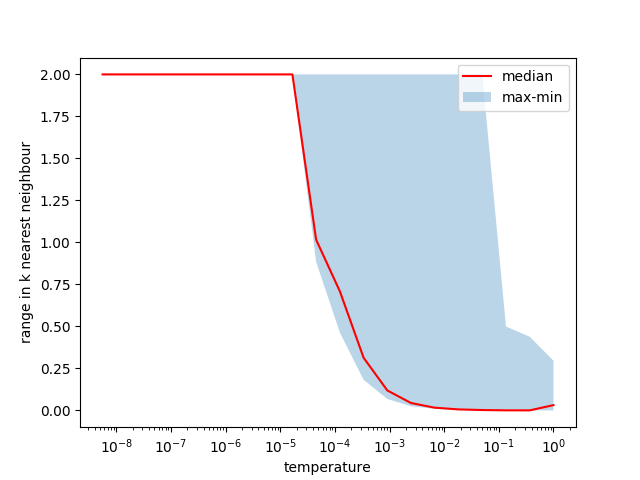 median
max-min
2.00
1.75
1.50
1.25
1.00
0.75
0.50
0.25
0.00
range in k nearest neighbour
10⁻⁸ 10⁻⁷ 10⁻⁶ 10⁻⁵ 10⁻⁴ 10⁻³ 10⁻² 10⁻¹ 10⁰
temperature